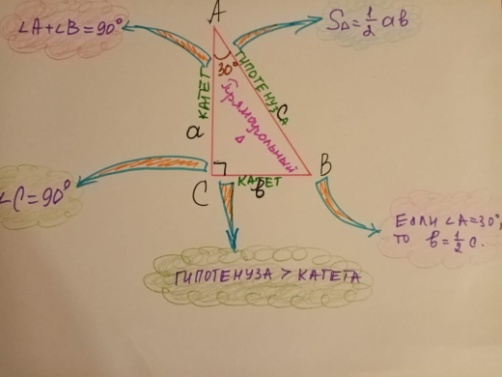 A
∠A+∠B=90°
S△=½ab
30°
КАТЕТ
ГИПОТЕНУЗА
a
c
Прямоугольный
△
∠C=90°
C
КАТЕТ
B
в
ЕСЛИ ∠A=30°,
ТО в=½c.
ГИПОТЕНУЗА > КАТЕТА